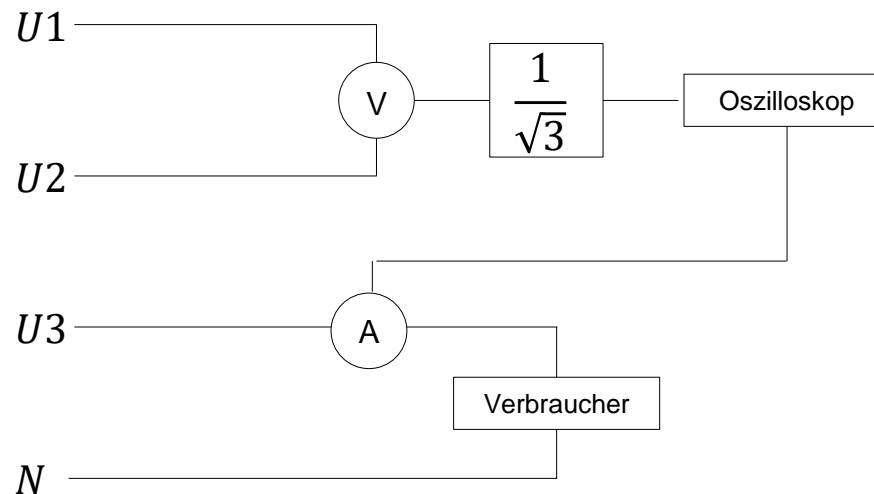 U1
V
1
√3
Oszilloskop
U2
U3
A
Verbraucher
N